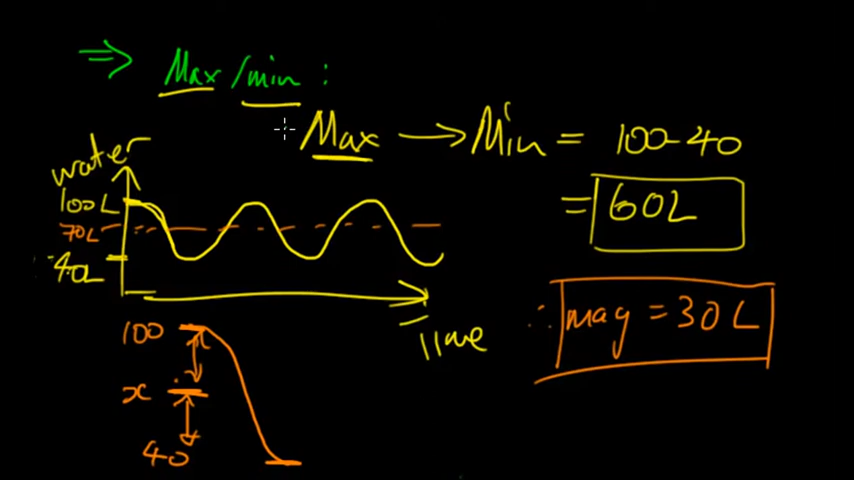 ⇒ Max/min :
Max → Min = 100-40
= 60L
water
100L
70L
40L
Time
∴ mag = 30L
100
x
40